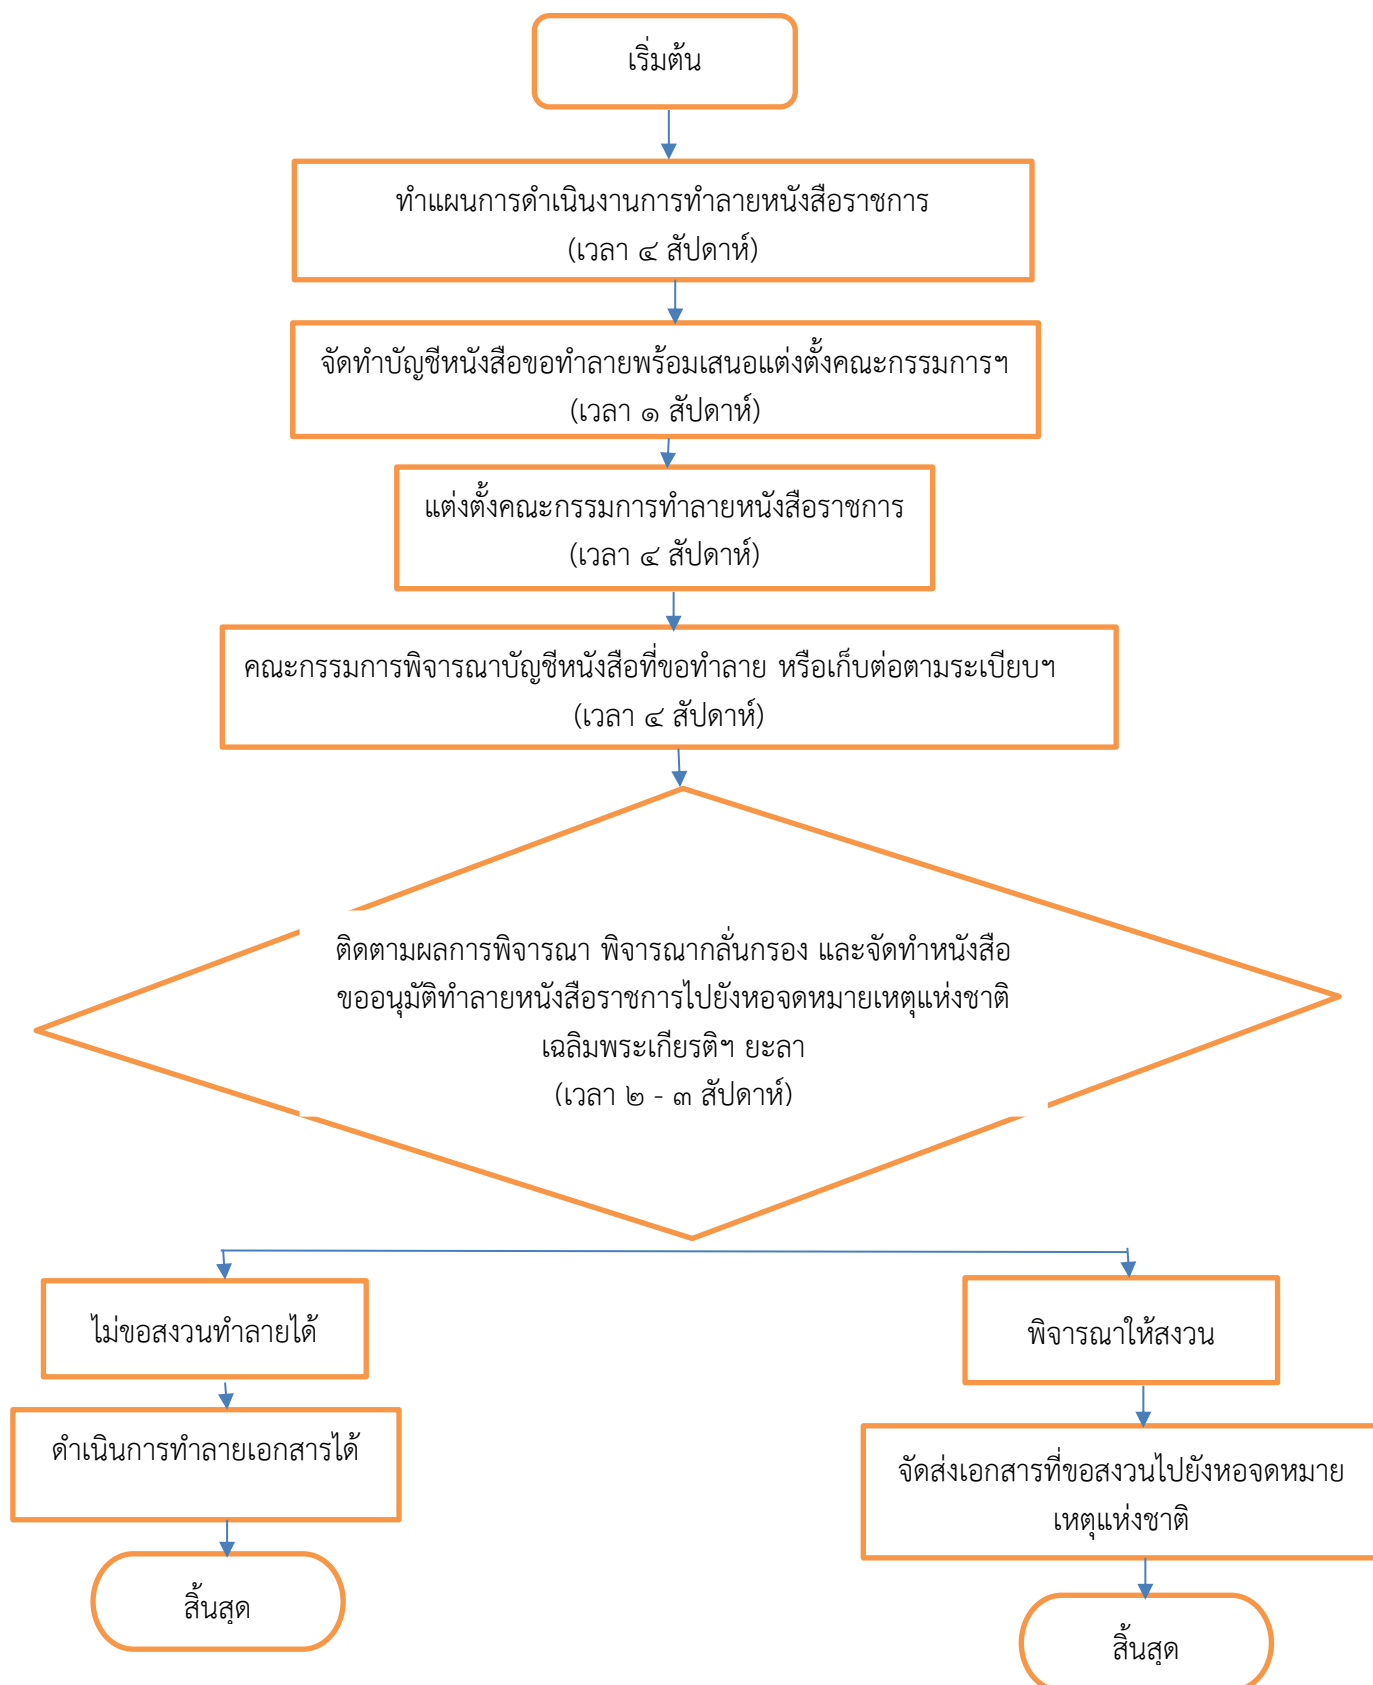 เริ่มต้น
ทำแผนการดำเนินงานการทำลายหนังสือราชการ
(เวลา ๔ สัปดาห์)
จัดทำบัญชีหนังสือขอทำลายพร้อมเสนอแต่งตั้งคณะกรรมการฯ
(เวลา ๑ สัปดาห์)
แต่งตั้งคณะกรรมการทำลายหนังสือราชการ
(เวลา ๔ สัปดาห์)
คณะกรรมการพิจารณาบัญชีหนังสือที่ขอทำลาย หรือเก็บต่อตามระเบียบฯ
(เวลา ๔ สัปดาห์)
ติดตามผลการพิจารณา พิจารณากลั่นกรอง และจัดทำหนังสือ
ขออนุมัติทำลายหนังสือราชการไปยังหอจดหมายเหตุแห่งชาติ
เฉลิมพระเกียรติฯ ยะลา
(เวลา ๒ - ๓ สัปดาห์)
ไม่ขอสงวนทำลายได้
พิจารณาให้สงวน
ดำเนินการทำลายเอกสารได้
จัดส่งเอกสารที่ขอสงวนไปยังหอจดหมาย
เหตุแห่งชาติ
สิ้นสุด
สิ้นสุด